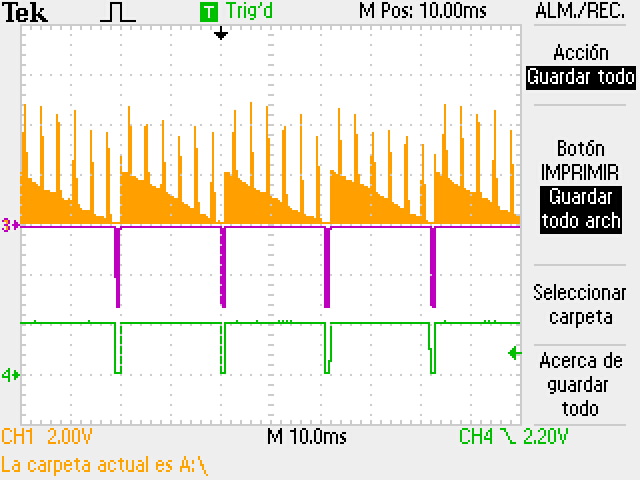 Tek T Trig'd M Pos: 10.00ms ALM./REC.
Acción
Guardar todo
Botón
IMPRIMIR
Guardar
todo arch
3
Seleccionar
carpeta
Acerca de
guardar
todo
4
CH1 2.00V M 10.0ms CH4 2.20V
La carpeta actual es A:\